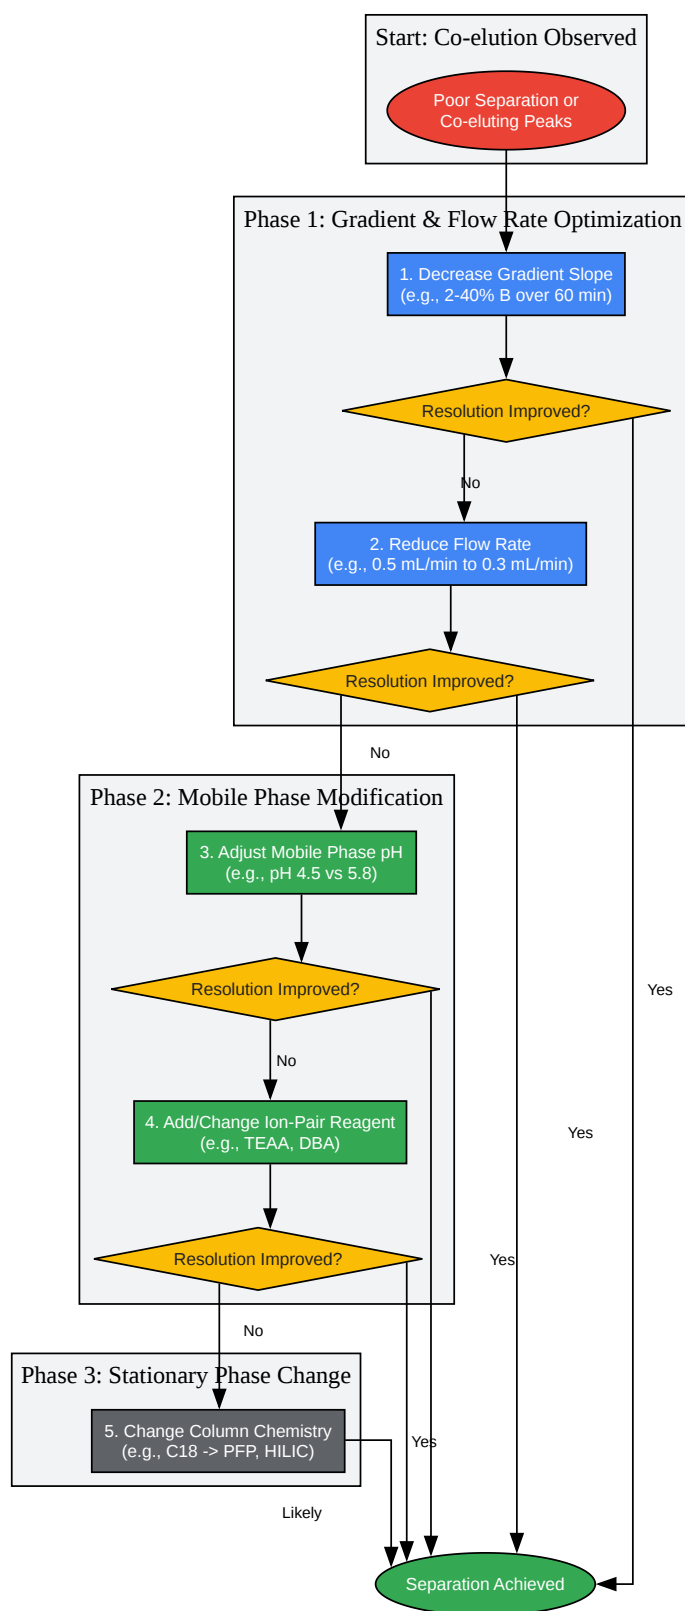 Start: Co-elution Observed
Poor Separation or
Co-eluting Peaks
Phase 1: Gradient & Flow Rate Optimization
1. Decrease Gradient Slope
(e.g., 2-40% B over 60 min)
Resolution Improved?
No
2. Reduce Flow Rate
(e.g., 0.5 mL/min to 0.3 mL/min)
Resolution Improved?
No
Phase 2: Mobile Phase Modification
3. Adjust Mobile Phase pH
(e.g., pH 4.5 vs 5.8)
Resolution Improved?
Yes
No
4. Add/Change Ion-Pair Reagent
(e.g., TEAA, DBA)
Yes
Resolution Improved?
Yes
No
Phase 3: Stationary Phase Change
5. Change Column Chemistry
(e.g., C18 -> PFP, HILIC)
Yes
Likely
Separation Achieved